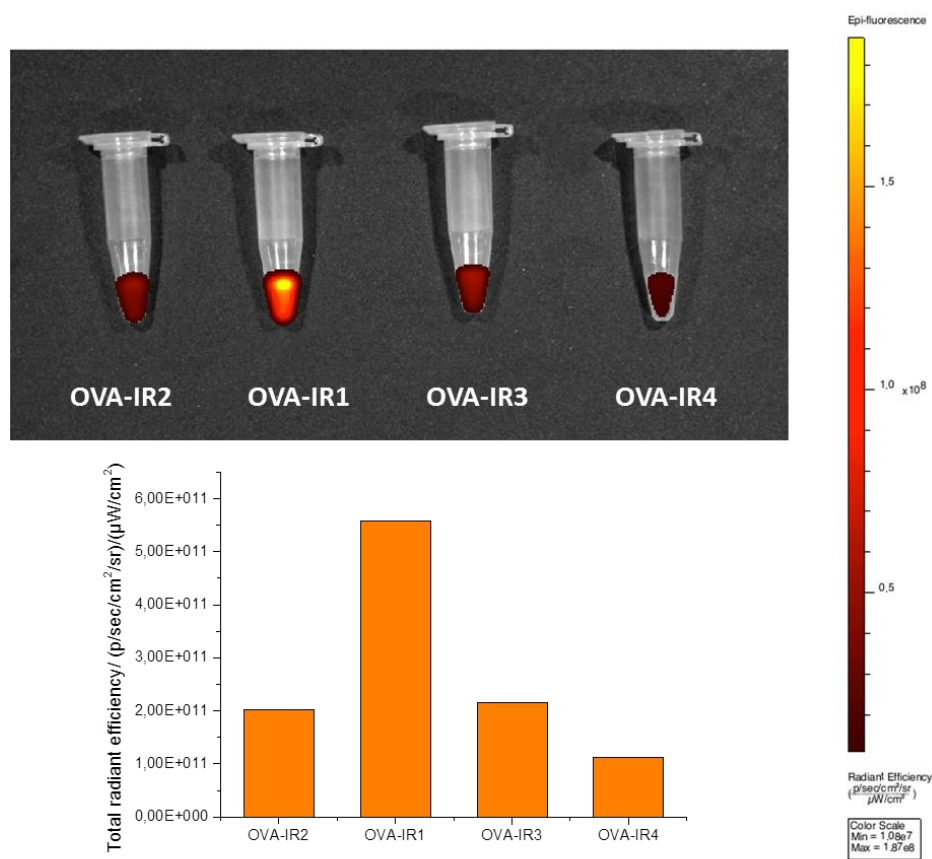 Epi-fluorescence
1,5
1,0
x10⁸
0,5
Radiant Efficiency
(p/sec/cm²/sr
µW/cm²)
Color Scale
Min = 1,08e7
Max = 1,87e8
OVA-IR2 OVA-IR1 OVA-IR3 OVA-IR4
Total radiant efficiency/ (p/sec/cm²/sr)/(µW/cm²)
6,00E+011
5,00E+011
4,00E+011
3,00E+011
2,00E+011
1,00E+011
0,00E+000
OVA-IR2 OVA-IR1 OVA-IR3 OVA-IR4